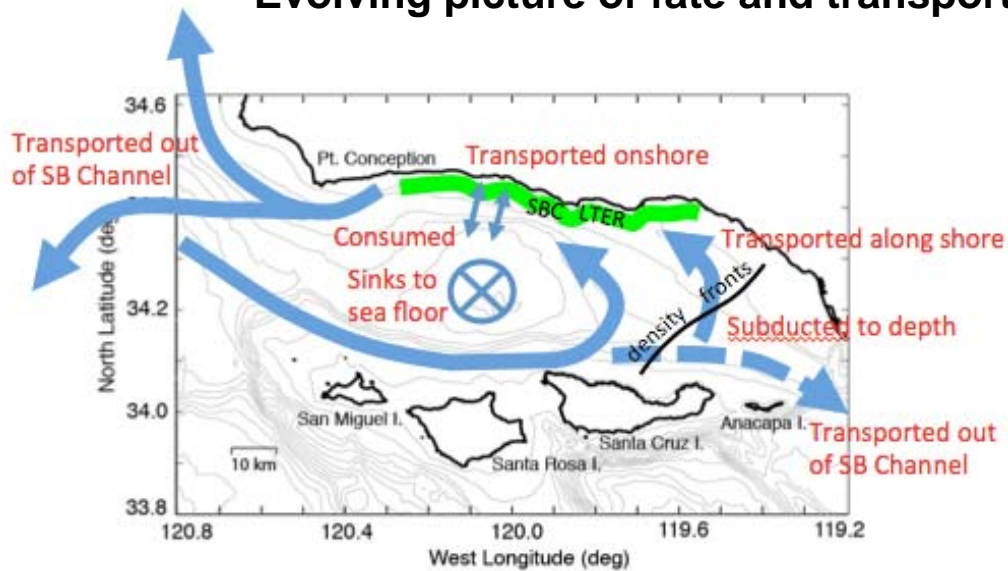 Evolving picture of fate and transport
34.6
Transported out
of SB Channel
Pt. Conception
Transported onshore
SBC LTER
Consumed
Transported along shore
Sinks to
sea floor
density fronts
North Latitude (deg)
34.2
Subducted to depth
34.0
San Miguel I.
Santa Rosa I.
Santa Cruz I.
Anacapa I.
Transported out
of SB Channel
10 km
33.8
120.8
120.4
120.0
119.6
119.2
West Longitude (deg)